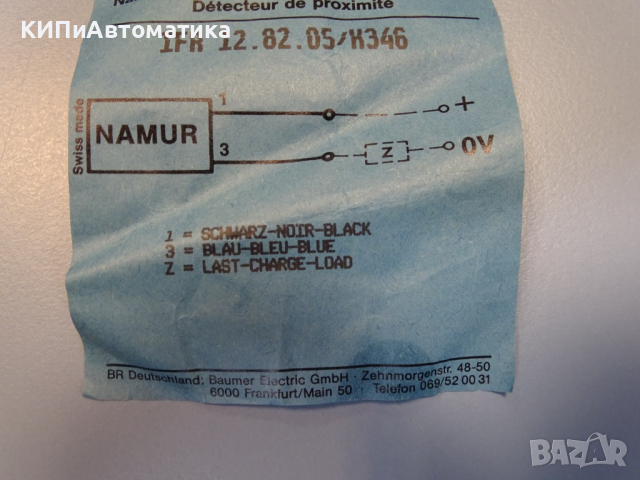 КИПиАвтоматика
Détecteur de proximité
IFR 12.82.05/K346
Swiss made
NAMUR
1
+
3
Z
0V
1 = SCHWARZ-NOIR-BLACK
3 = BLAU-BLEU-BLUE
Z = LAST-CHARGE-LOAD
BR Deutschland: Baumer Electric GmbH · Zehnmorgenstr. 48-50
6000 Frankfurt/Main 50 · Telefon 069/52 00 31
BAZAR